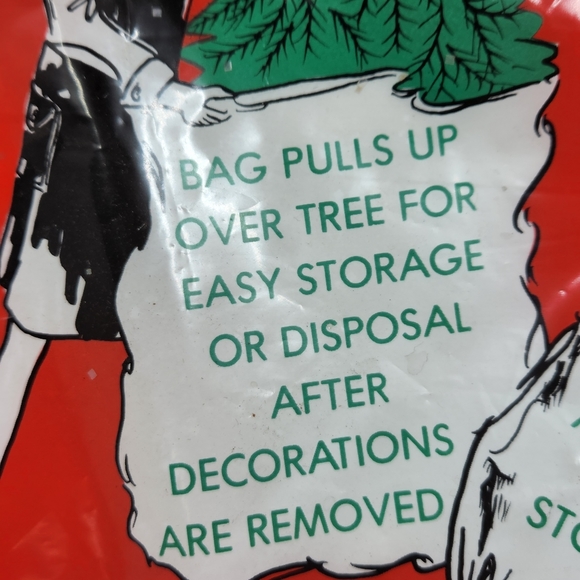 BAG PULLS UP
OVER TREE FOR
EASY STORAGE
OR DISPOSAL
AFTER
DECORATIONS
ARE REMOVED